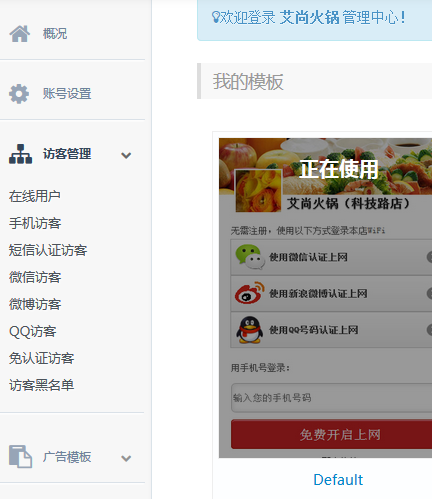 概况
账号设置
访客管理
在线用户
手机访客
短信认证访客
微信访客
微博访客
QQ访客
免认证访客
访客黑名单
广告模板
欢迎登录 艾尚火锅 管理中心！
我的模板
正在使用
艾尚火锅（科技路店）
无需注册，使用以下方式登录本店WiFi
使用微信认证上网
使用新浪微博认证上网
使用QQ号码认证上网
用手机号登录：
输入您的手机号码
免费开启上网
Default